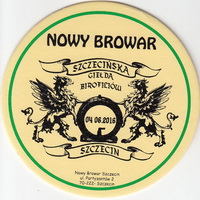 NOWY BROWAR
SZCZECIŃSKA
GIEŁDA
BIROFILÓW
04.06.2016
SZCZECIN
Nowy Browar Szczecin
ul. Partyzantów 2
70-222- Szczecin